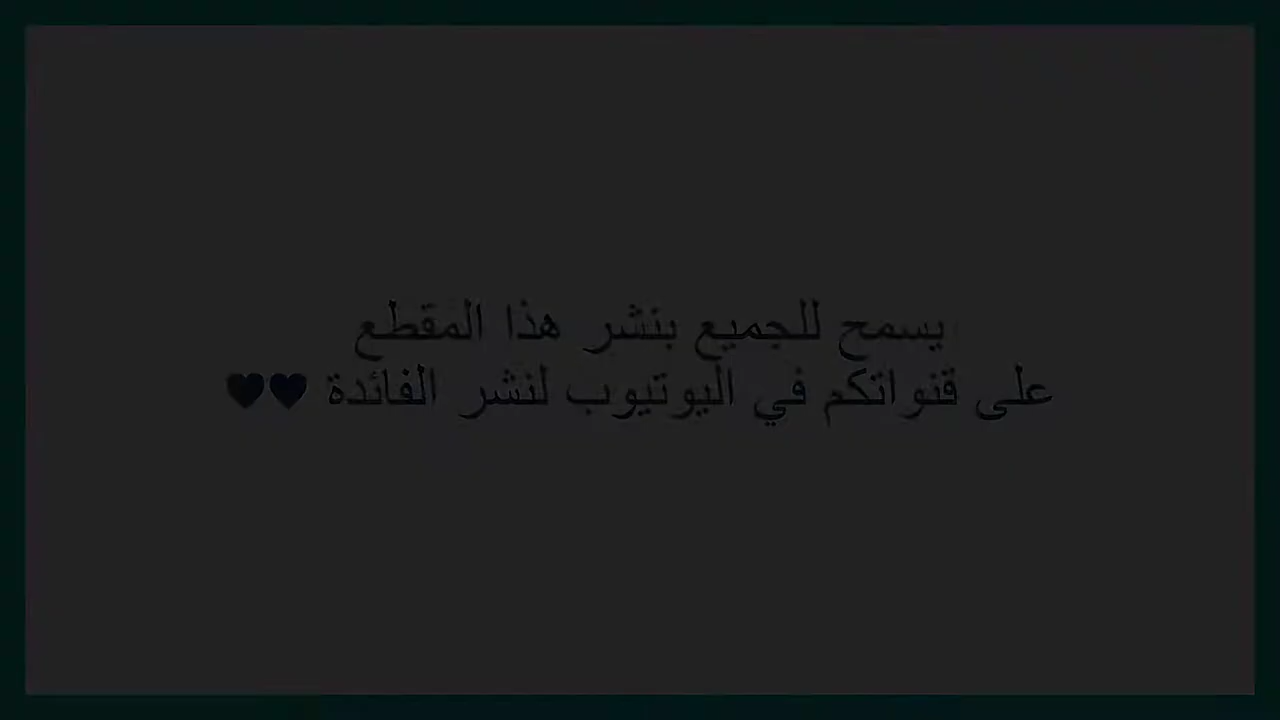 يسمح للجميع بنشر هذا المقطع
على قنواتكم في اليوتيوب لنشر الفائدة ♥♥